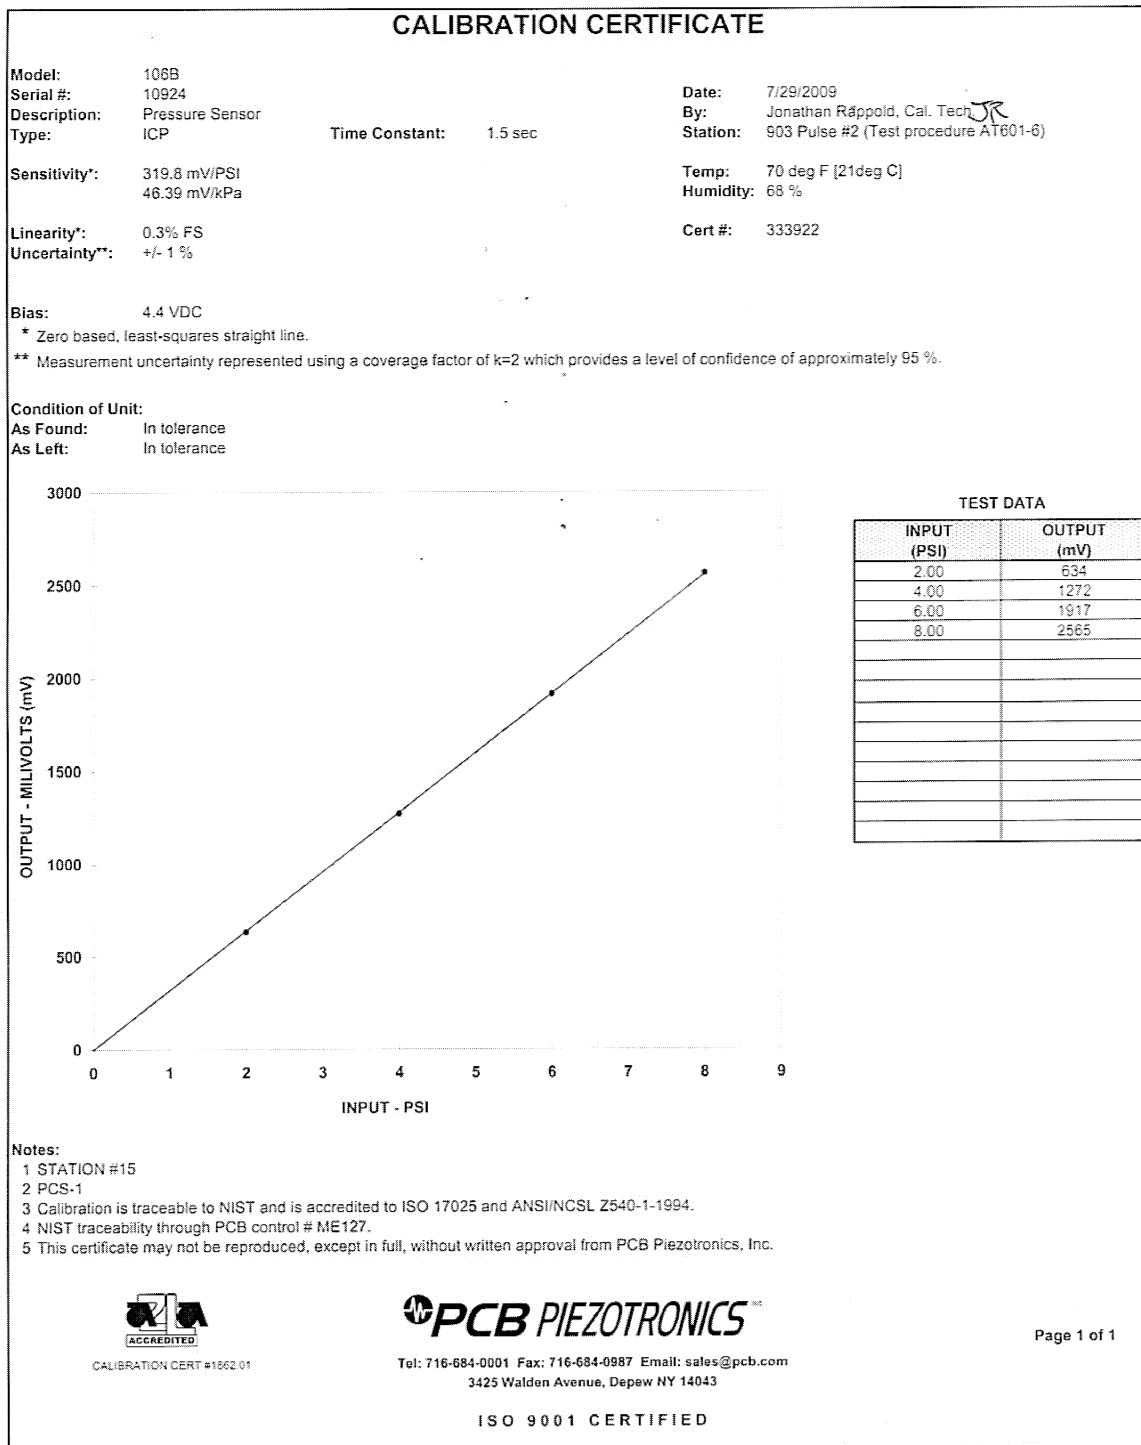 CALIBRATION CERTIFICATE
Model: 106B
Serial #: 10924
Description: Pressure Sensor
Type: ICP Time Constant: 1.5 sec
Date: 7/29/2009
By: Jonathan Rappold, Cal. Tech. JR
Station: 903 Pulse #2 (Test procedure AT601-6)
Sensitivity*: 319.8 mV/PSI
46.39 mV/kPa
Temp: 70 deg F [21deg C]
Humidity: 68 %
Linearity*: 0.3% FS
Uncertainty**: +/- 1 %
Cert #: 333922
Bias: 4.4 VDC
* Zero based, least-squares straight line.
** Measurement uncertainty represented using a coverage factor of k=2 which provides a level of confidence of approximately 95 %.
Condition of Unit:
As Found: In tolerance
As Left: In tolerance
3000
2500
2000
1500
1000
500
0
OUTPUT - MILIVOLTS (mV)
0 1 2 3 4 5 6 7 8 9
INPUT - PSI
TEST DATA
INPUT OUTPUT
(PSI) (mV)
2.00 634
4.00 1272
6.00 1917
8.00 2565
Notes:
1 STATION #15
2 PCS-1
3 Calibration is traceable to NIST and is accredited to ISO 17025 and ANSI/NCSL Z540-1-1994.
4 NIST traceability through PCB control # ME127.
5 This certificate may not be reproduced, except in full, without written approval from PCB Piezotronics, Inc.
A2LA
ACCREDITED
CALIBRATION CERT #1862.01
PCB PIEZOTRONICS INC
Tel: 716-684-0001 Fax: 716-684-0987 Email: sales@pcb.com
3425 Walden Avenue, Depew NY 14043
ISO 9001 CERTIFIED
Page 1 of 1